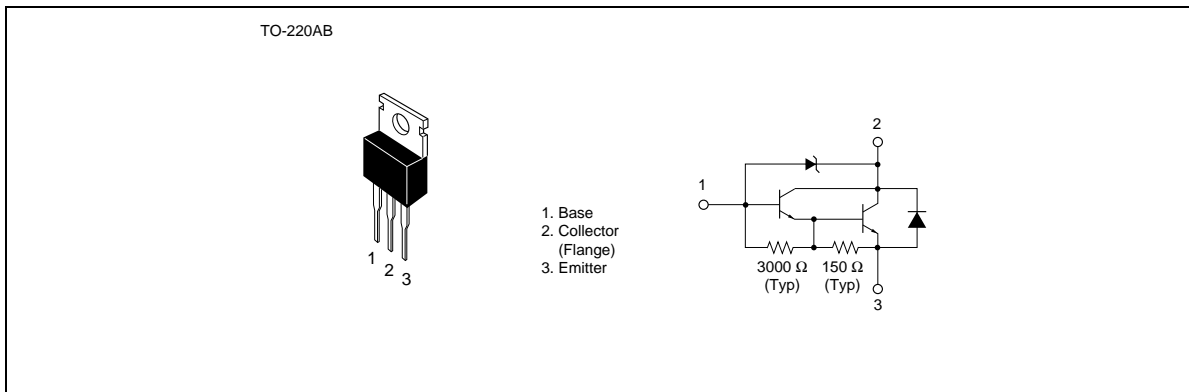 TO-220AB
1
2
3
1. Base
2. Collector
(Flange)
3. Emitter
2
1
3000 Ω
(Typ)
150 Ω
(Typ)
3